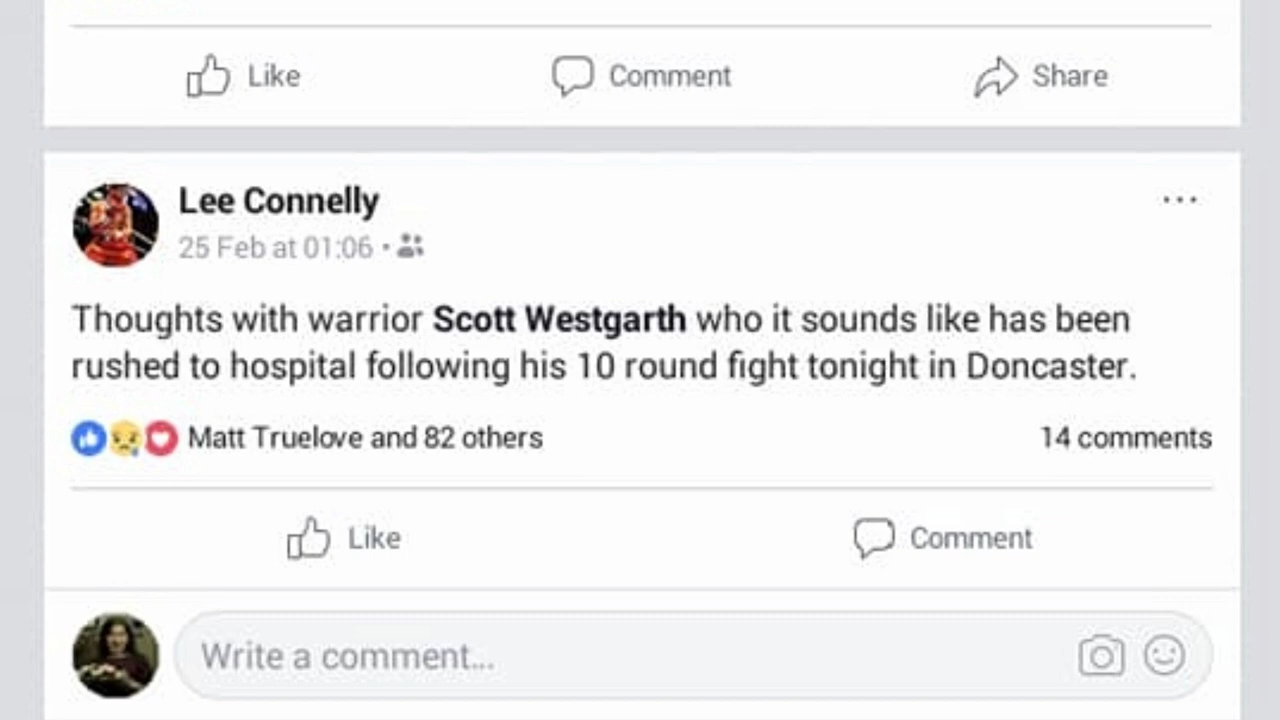 Like Comment Share
Lee Connelly
25 Feb at 01:06 •
Thoughts with warrior Scott Westgarth who it sounds like has been
rushed to hospital following his 10 round fight tonight in Doncaster.
Matt Truelove and 82 others 14 comments
Like Comment
Write a comment...